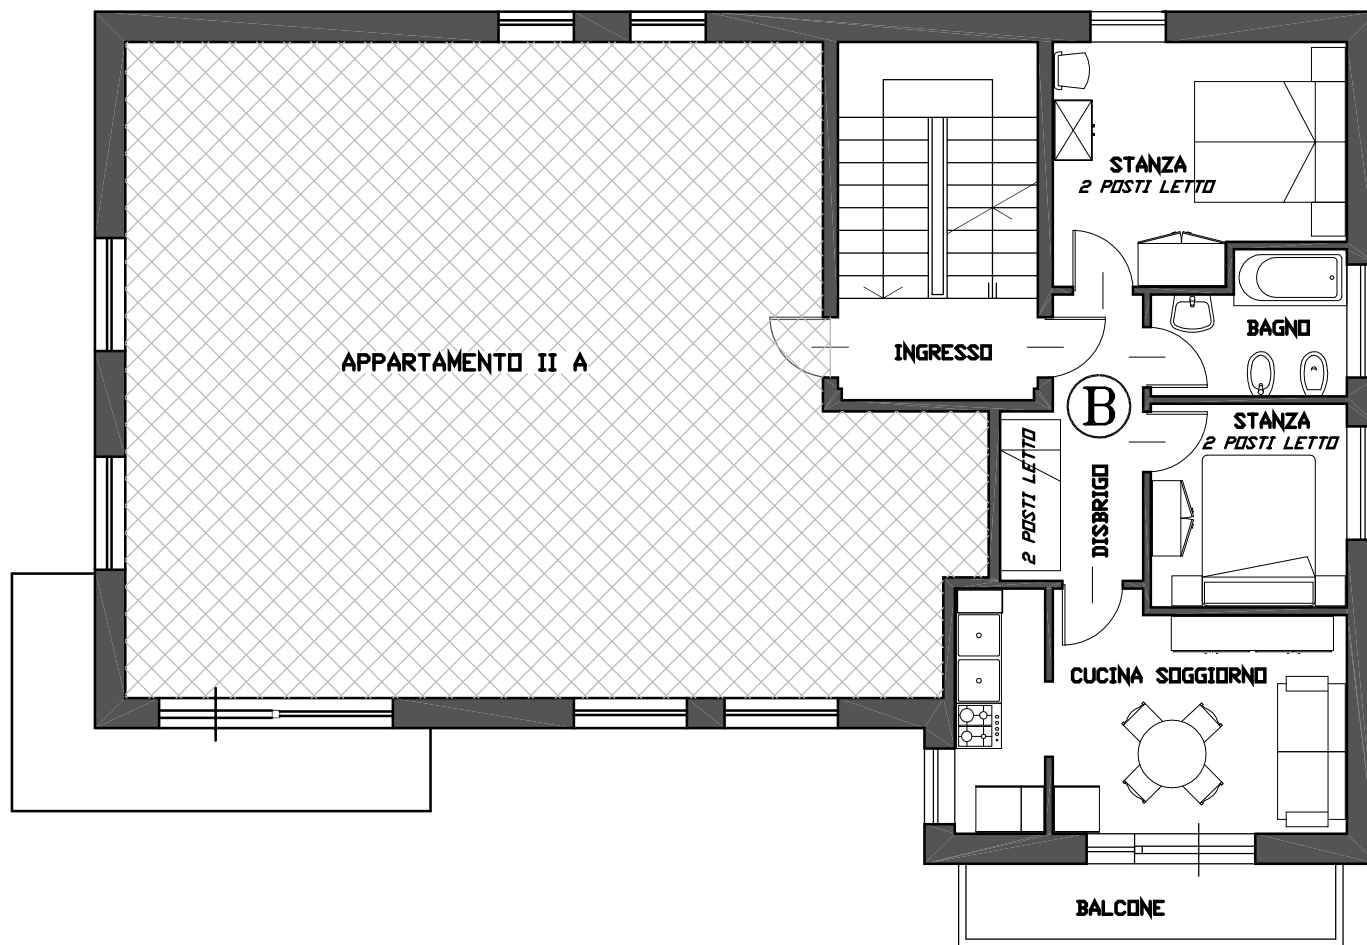 STANZA
2 POSTI LETTO
BAGNO
INGRESSO
APPARTAMENTO II A
B
STANZA
2 POSTI LETTO
2 POSTI LETTO
DISBRIGO
CUCINA SOGGIORNO
BALCONE